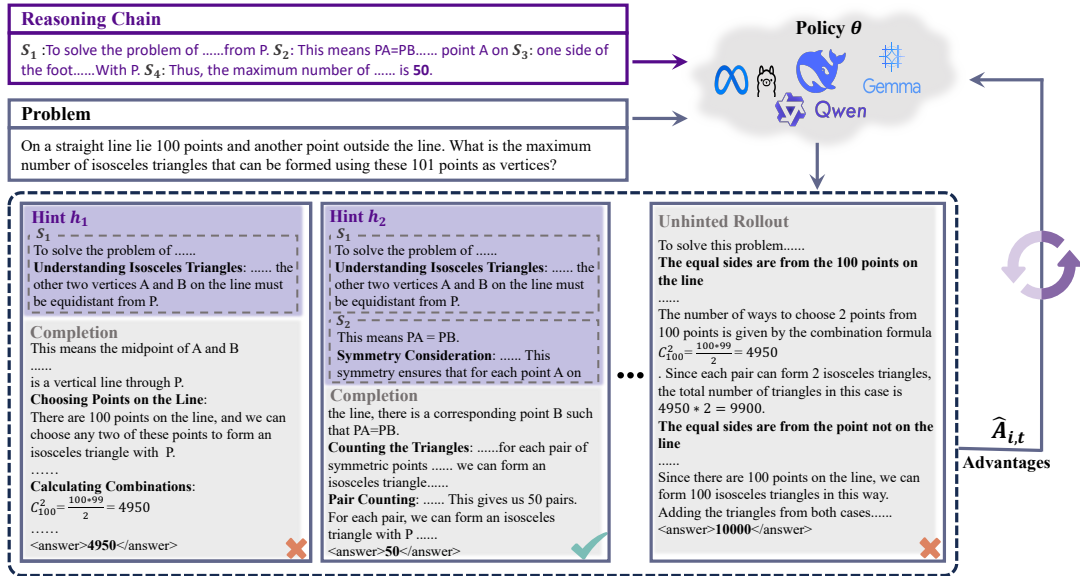 Reasoning Chain
S₁ :To solve the problem of ......from P. S₂: This means PA=PB...... point A on S₃: one side of
the foot......With P. S₄: Thus, the maximum number of ...... is 50.
Problem
On a straight line lie 100 points and another point outside the line. What is the maximum
number of isosceles triangles that can be formed using these 101 points as vertices?
Policy θ
Gemma
Qwen
Hint h₁
S₁
To solve the problem of ......
Understanding Isosceles Triangles: ...... the
other two vertices A and B on the line must
be equidistant from P.
Completion
This means the midpoint of A and B
......
is a vertical line through P.
Choosing Points on the Line:
There are 100 points on the line, and we can
choose any two of these points to form an
isosceles triangle with P.
......
Calculating Combinations:
C²₁₀₀= 100*99/2 = 4950
......
<answer>4950</answer>
Hint h₂
S₁
To solve the problem of ......
Understanding Isosceles Triangles: ...... the
other two vertices A and B on the line must
be equidistant from P.
S₂
This means PA = PB.
Symmetry Consideration: ...... This
symmetry ensures that for each point A on
Completion
the line, there is a corresponding point B such
that PA=PB.
Counting the Triangles: ......for each pair of
symmetric points ...... we can form an
isosceles triangle......
Pair Counting: ...... This gives us 50 pairs.
For each pair, we can form an isosceles
triangle with P ......
<answer>50</answer>
Unhinted Rollout
To solve this problem......
The equal sides are from the 100 points on
the line
......
The number of ways to choose 2 points from
100 points is given by the combination formula
C²₁₀₀= 100*99/2 = 4950
. Since each pair can form 2 isosceles triangles,
the total number of triangles in this case is
4950 * 2 = 9900.
The equal sides are from the point not on the
line
......
Since there are 100 points on the line, we can
form 100 isosceles triangles in this way.
Adding the triangles from both cases......
<answer>10000</answer>
Â_{i,t}
Advantages